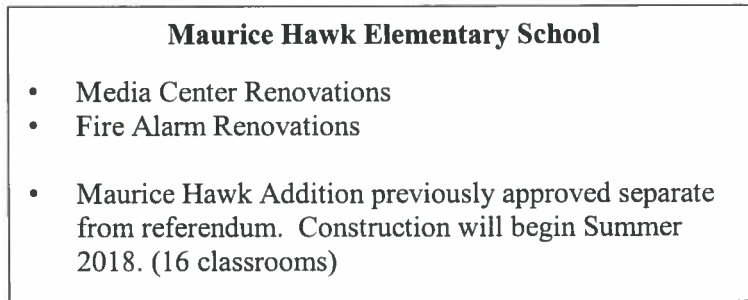 Maurice Hawk Elementary School
• Media Center Renovations
• Fire Alarm Renovations
• Maurice Hawk Addition previously approved separate
from referendum.  Construction will begin Summer
2018. (16 classrooms)